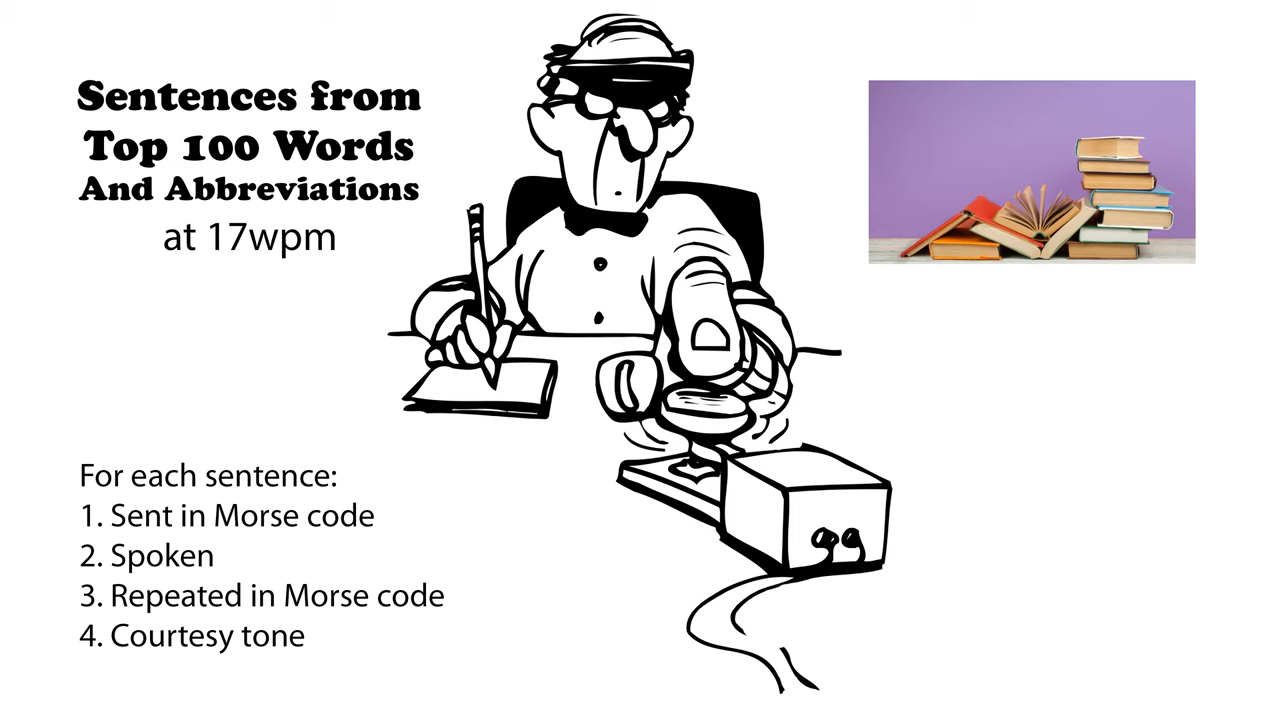 Sentences from
Top 100 Words
And Abbreviations
at 17wpm
For each sentence:
1. Sent in Morse code
2. Spoken
3. Repeated in Morse code
4. Courtesy tone